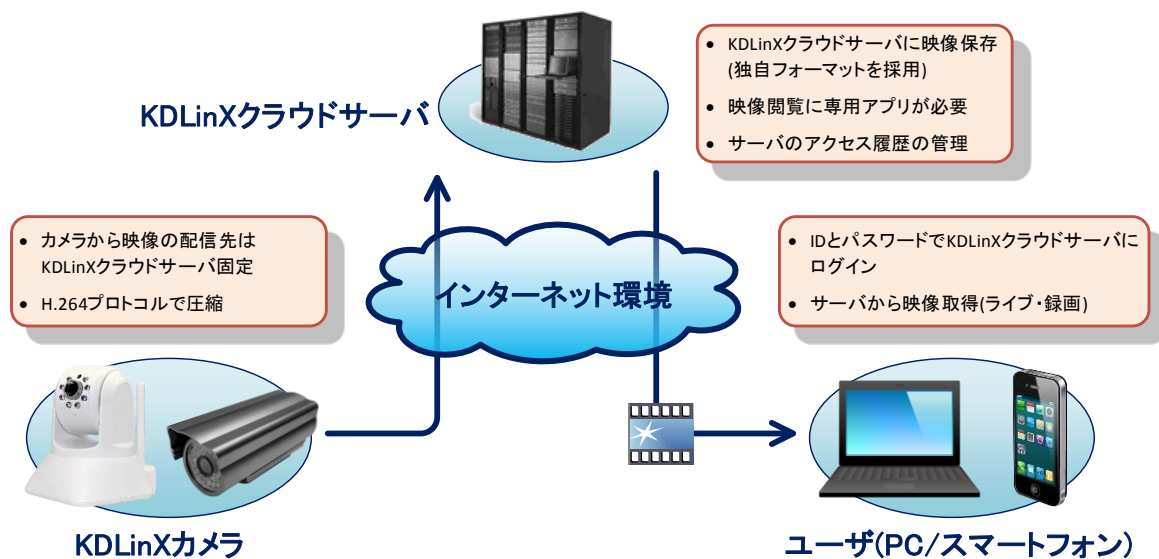 KDLinXクラウドサーバ
• KDLinXクラウドサーバに映像保存
(独自フォーマットを採用)
• 映像閲覧に専用アプリが必要
• サーバのアクセス履歴の管理
• カメラから映像の配信先は
KDLinXクラウドサーバ固定
• H.264プロトコルで圧縮
インターネット環境
• IDとパスワードでKDLinXクラウドサーバに
ログイン
• サーバから映像取得(ライブ・録画)
KDLinXカメラ
ユーザ(PC/スマートフォン)